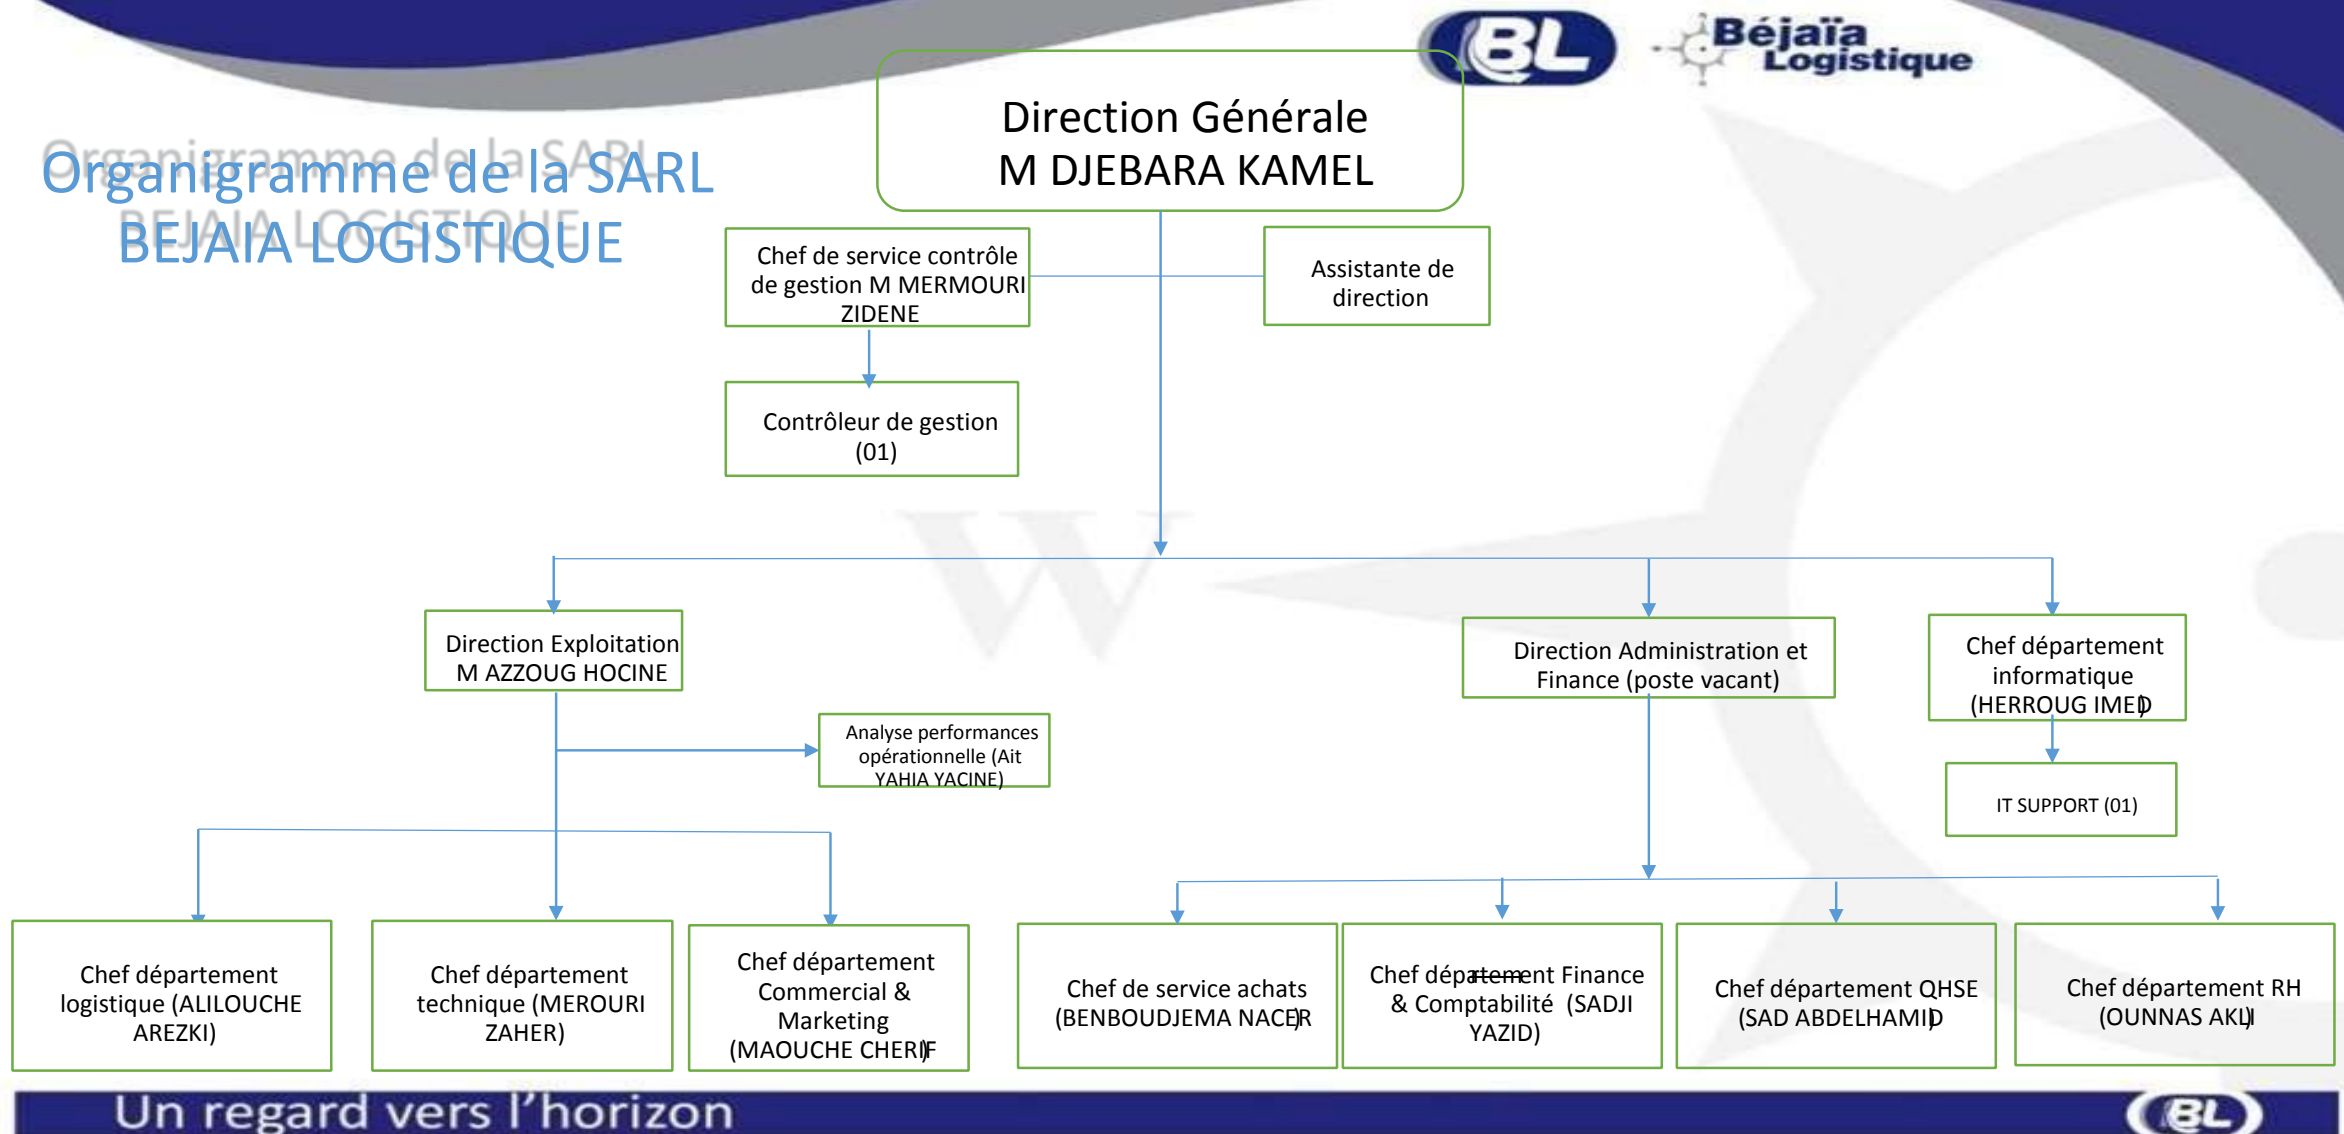 BL
Béjaïa
Logistique
Organigramme de la SARL
BEJAIA LOGISTIQUE
Direction Générale
M DJEBARA KAMEL
Chef de service contrôle
de gestion M MERMOURI
ZIDENE
Assistante de
direction
Contrôleur de gestion
(01)
W
Direction Exploitation
M AZZOUG HOCINE
Direction Administration et
Finance (poste vacant)
Chef département
informatique
(HERROUG IMED)
Analyse performances
opérationnelle (Ait
YAHIA YACINE)
IT SUPPORT (01)
Chef département
logistique (ALILOUCHE
AREZKI)
Chef département
technique (MEROURI
ZAHER)
Chef département
Commercial &
Marketing
(MAOUCHE CHERIF)
Chef de service achats
(BENBOUDJEMA NACER)
Chef département Finance
& Comptabilité (SADJI
YAZID)
Chef département QHSE
(SAD ABDELHAMID)
Chef département RH
(OUNNAS AKLI)
Un regard vers l'horizon
BL